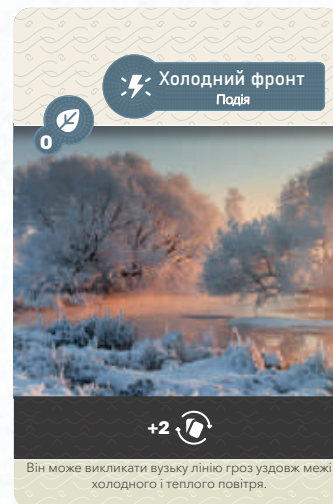 Холодний фронт
Подія
0
+2
Він може викликати вузьку лінію гроз уздовж межі
холодного і теплого повітря.